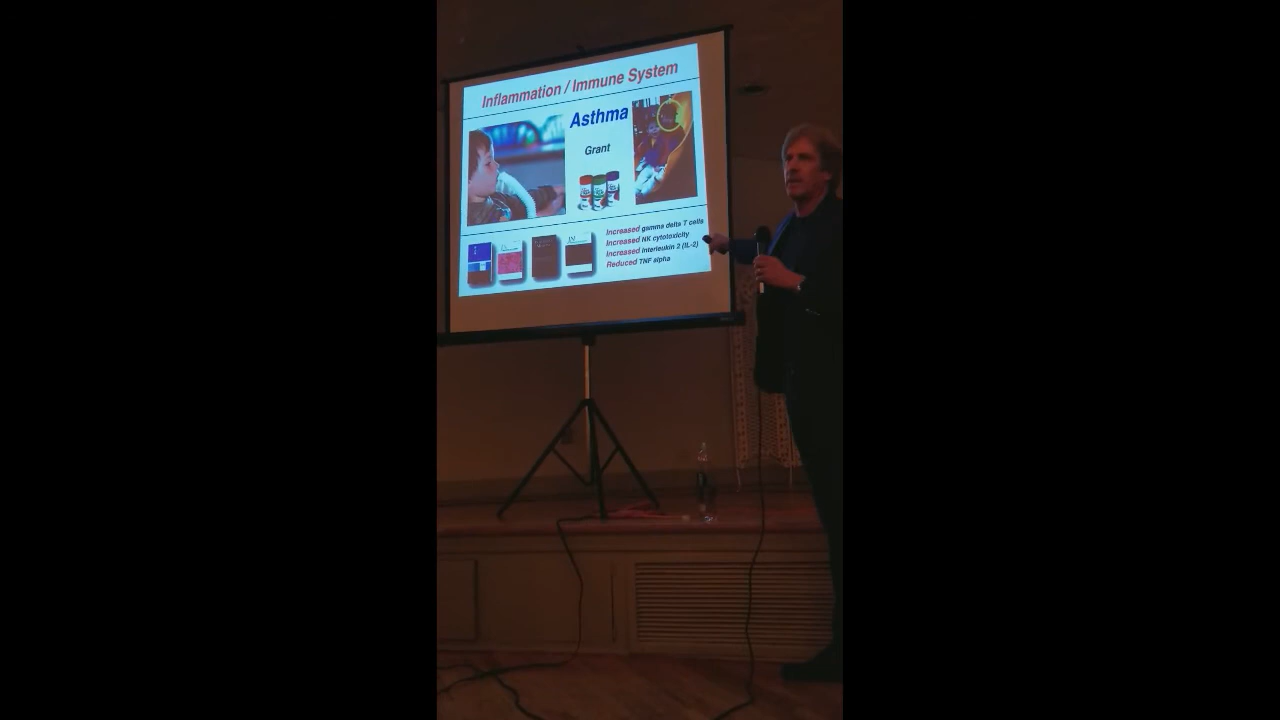 Inflammation / Immune System
Asthma
Grant
Increased gamma delta T cells
Increased NK cytotoxicity
Increased interleukin 2 (IL-2)
Reduced TNF alpha